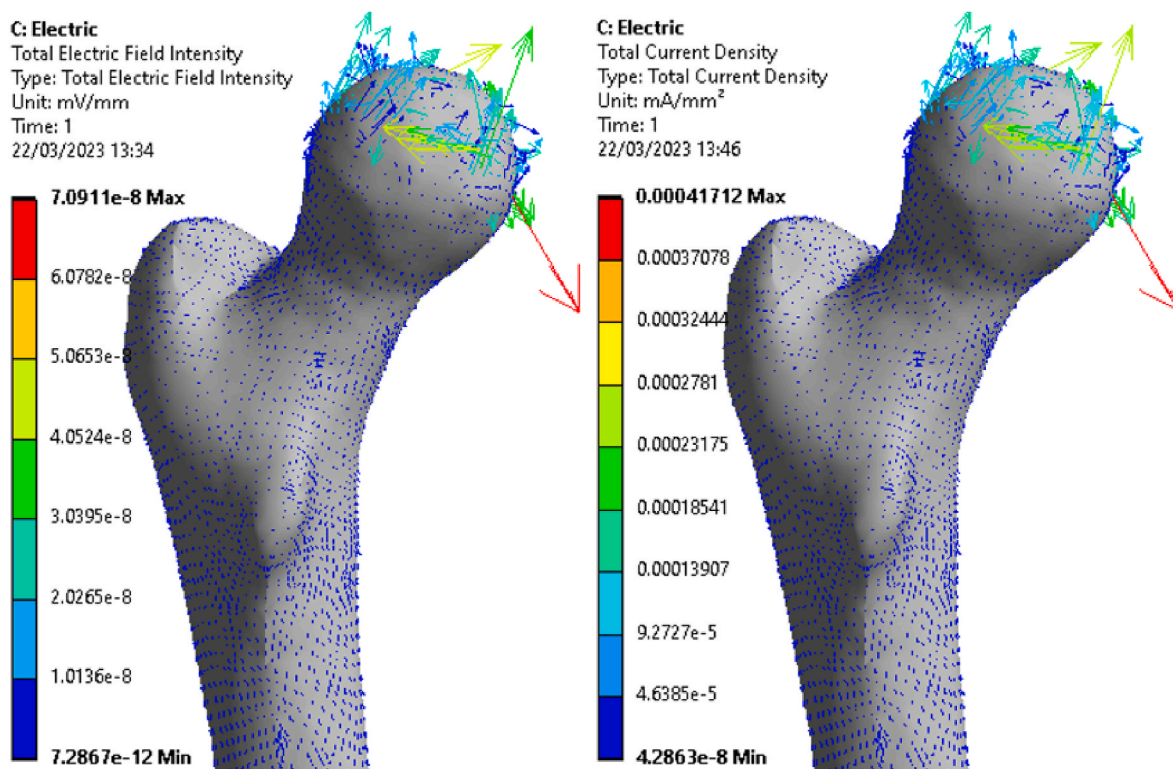 C: Electric
Total Electric Field Intensity
Type: Total Electric Field Intensity
Unit: mV/mm
Time: 1
22/03/2023 13:34
7.0911e-8 Max
6.0782e-8
5.0653e-8
4.0524e-8
3.0395e-8
2.0265e-8
1.0136e-8
7.2867e-12 Min
C: Electric
Total Current Density
Type: Total Current Density
Unit: mA/mm²
Time: 1
22/03/2023 13:46
0.00041712 Max
0.00037078
0.00032444
0.0002781
0.00023175
0.00018541
0.00013907
9.2727e-5
4.6385e-5
4.2863e-8 Min